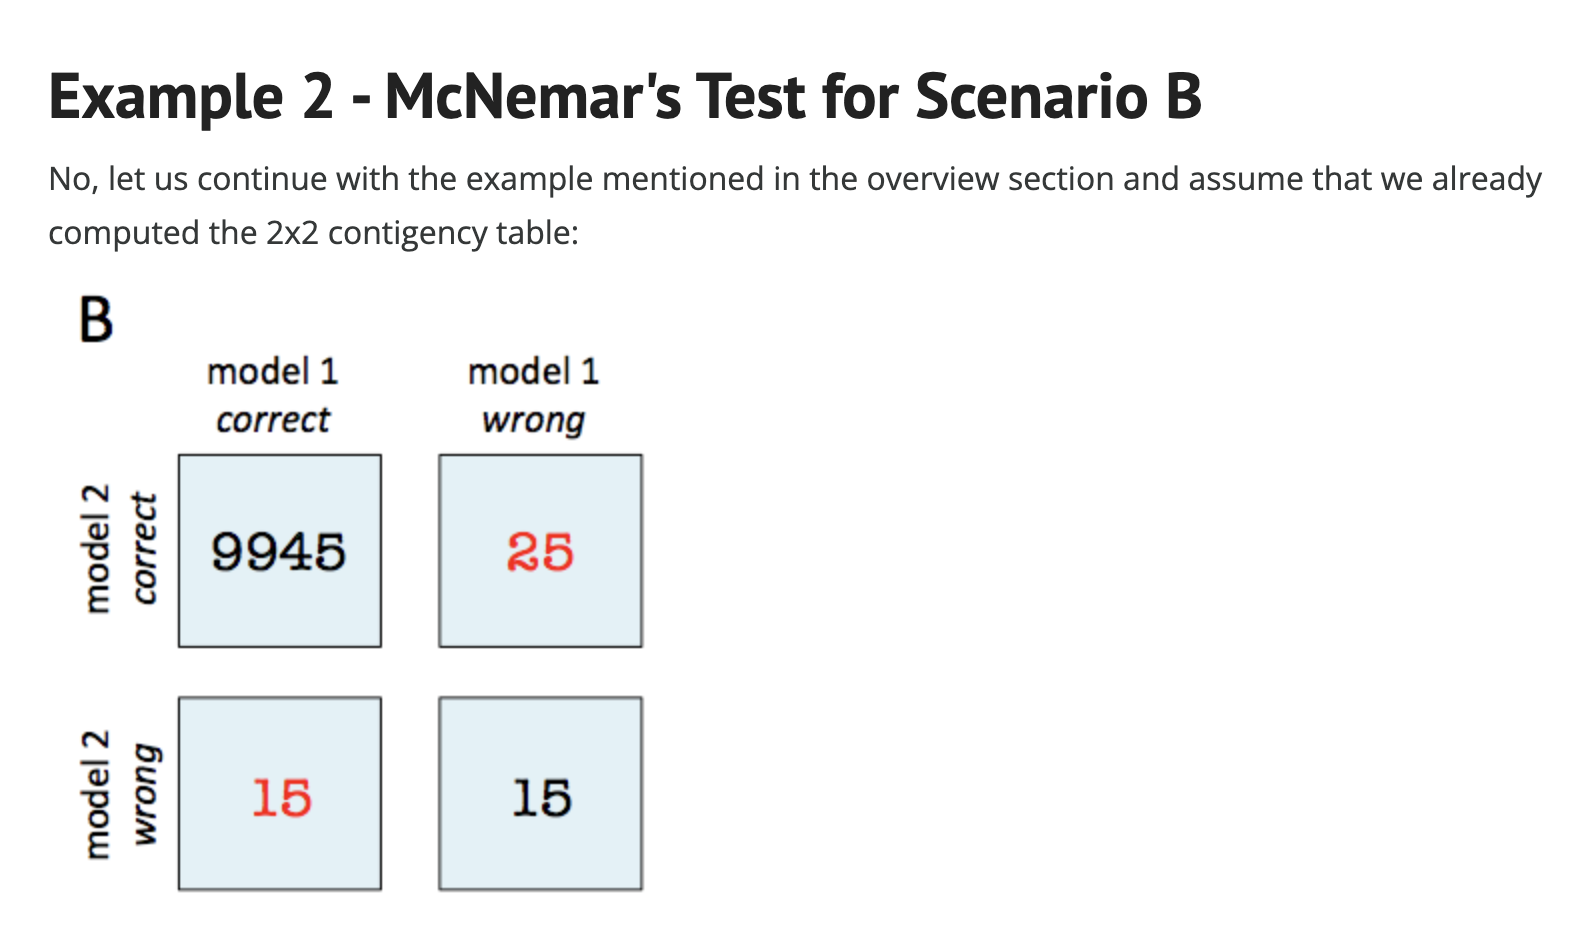 Example 2 - McNemar's Test for Scenario B
No, let us continue with the example mentioned in the overview section and assume that we already
computed the 2x2 contigency table:
B
model 1 model 1
correct wrong
model 2
correct
9945 25
model 2
wrong
15 15